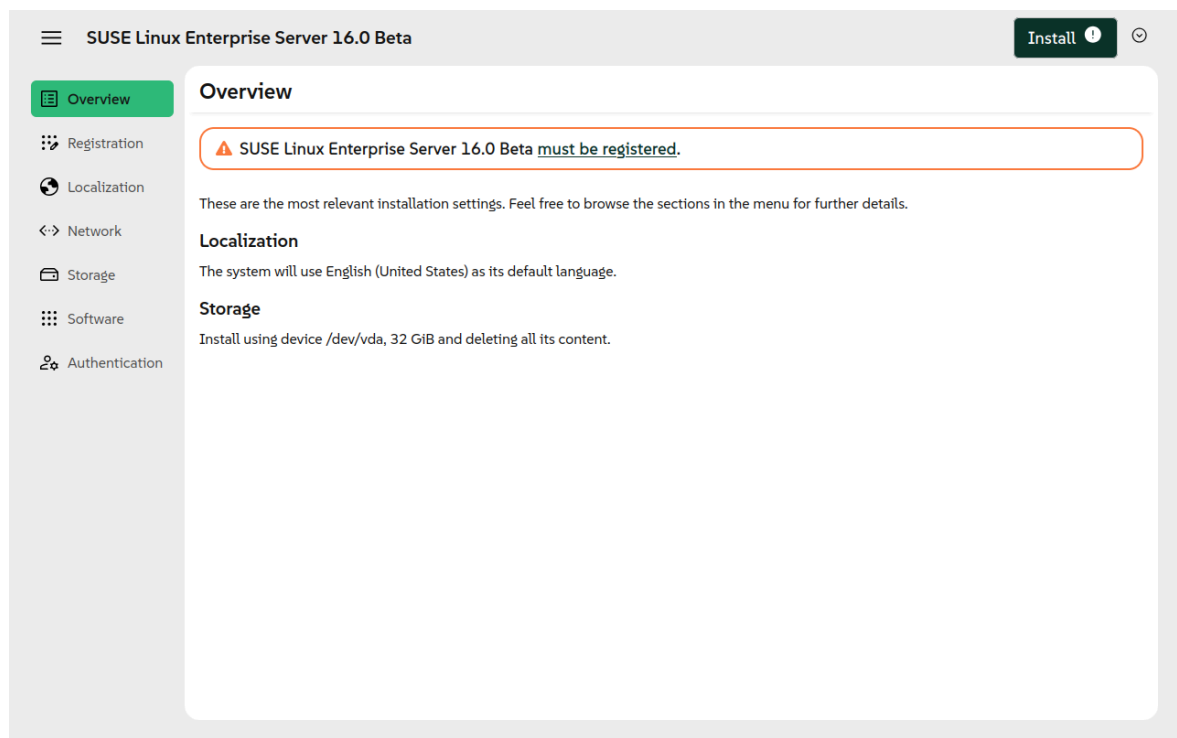 SUSE Linux Enterprise Server 16.0 Beta
Install
Overview
Registration
Localization
Network
Storage
Software
Authentication
Overview
SUSE Linux Enterprise Server 16.0 Beta must be registered.
These are the most relevant installation settings. Feel free to browse the sections in the menu for further details.
Localization
The system will use English (United States) as its default language.
Storage
Install using device /dev/vda, 32 GiB and deleting all its content.